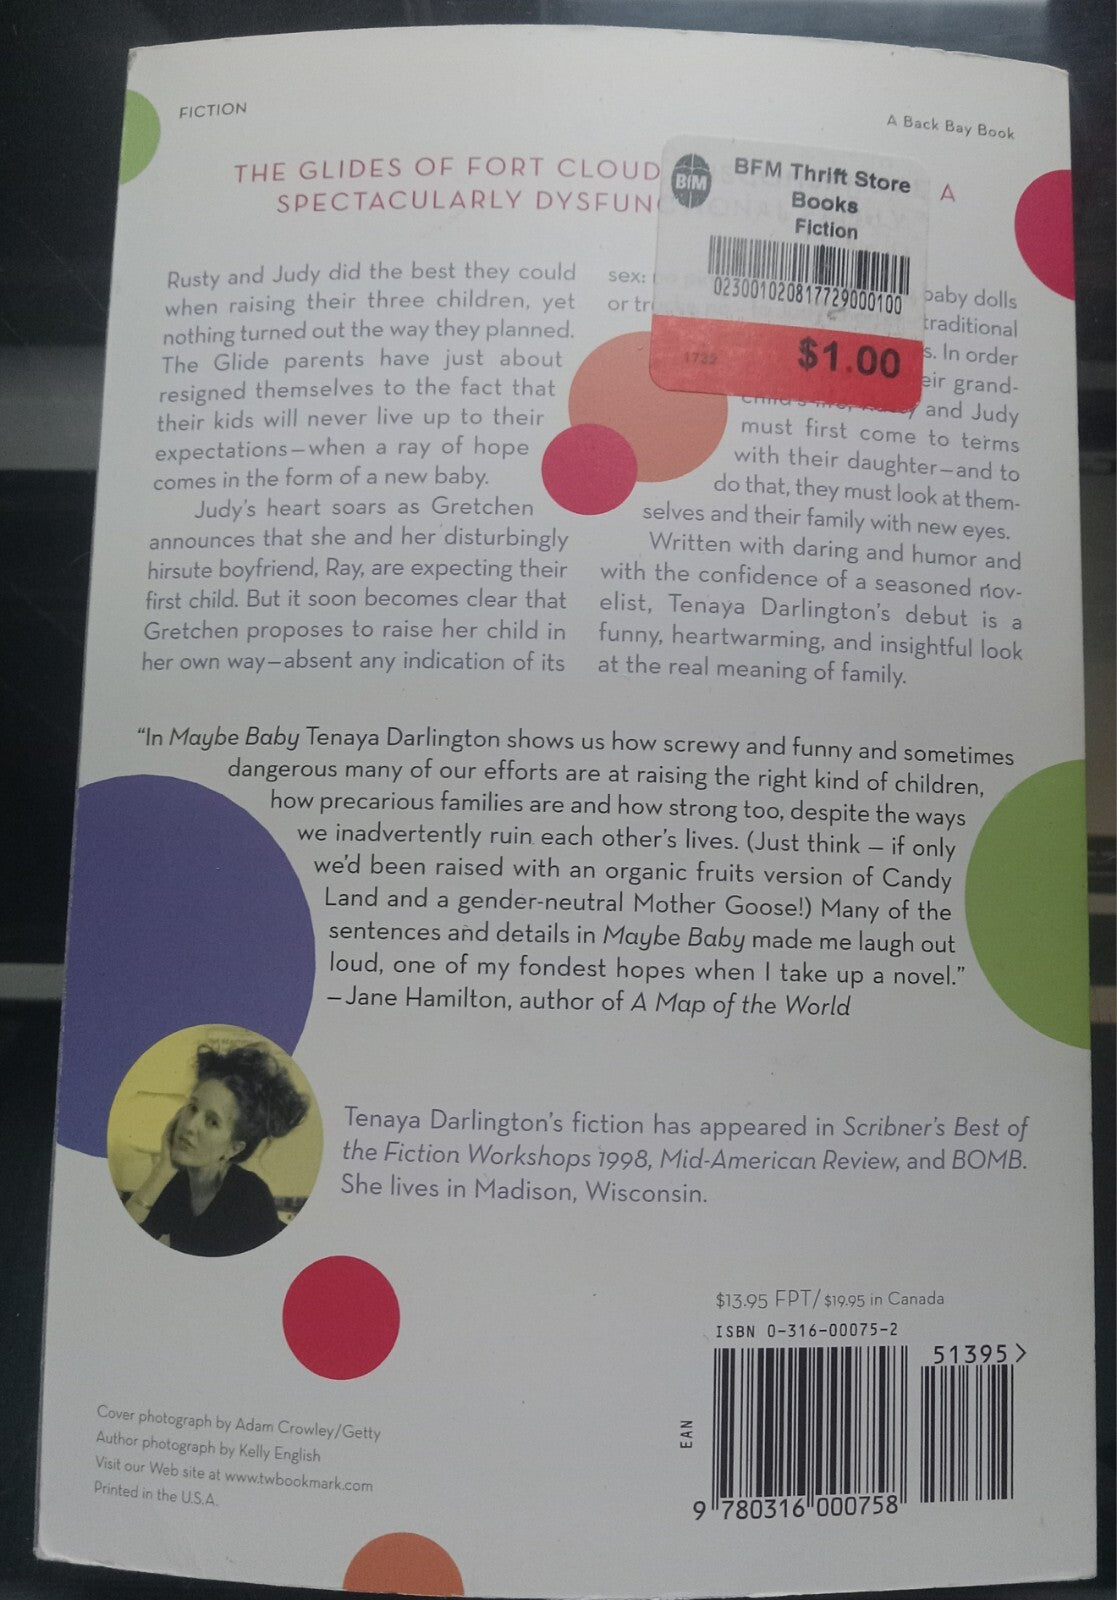 FICTION
A Back Bay Book
THE GLIDES OF FORT CLOUD A
SPECTACULARLY DYSFUNC
BfM
BFM Thrift Store
Books
Fiction
02300102081772900100
1739
$1.00
Rusty and Judy did the best they could
when raising their three children, yet
nothing turned out the way they planned.
The Glide parents have just about
resigned themselves to the fact that
their kids will never live up to their
expectations—when a ray of hope
comes in the form of a new baby.
Judy's heart soars as Gretchen
announces that she and her disturbingly
hirsute boyfriend, Ray, are expecting their
first child. But it soon becomes clear that
Gretchen proposes to raise her child in
her own way—absent any indication of its
sex: baby dolls
or tr traditional
s. In order
eir grand-
child's life, and Judy
must first come to terms
with their daughter—and to
do that, they must look at them-
selves and their family with new eyes.
Written with daring and humor and
with the confidence of a seasoned nov-
elist, Tenaya Darlington's debut is a
funny, heartwarming, and insightful look
at the real meaning of family.
"In Maybe Baby Tenaya Darlington shows us how screwy and funny and sometimes
dangerous many of our efforts are at raising the right kind of children,
how precarious families are and how strong too, despite the ways
we inadvertently ruin each other's lives. (Just think — if only
we'd been raised with an organic fruits version of Candy
Land and a gender-neutral Mother Goose!) Many of the
sentences and details in Maybe Baby made me laugh out
loud, one of my fondest hopes when I take up a novel."
—Jane Hamilton, author of A Map of the World
Tenaya Darlington's fiction has appeared in Scribner's Best of
the Fiction Workshops 1998, Mid-American Review, and BOMB.
She lives in Madison, Wisconsin.
$13.95 FPT/$19.95 in Canada
ISBN 0-316-00075-2
51395>
EAN
9 780316 000758
Cover photograph by Adam Crowley/Getty
Author photograph by Kelly English
Visit our Web site at www.twbookmark.com
Printed in the U.S.A.